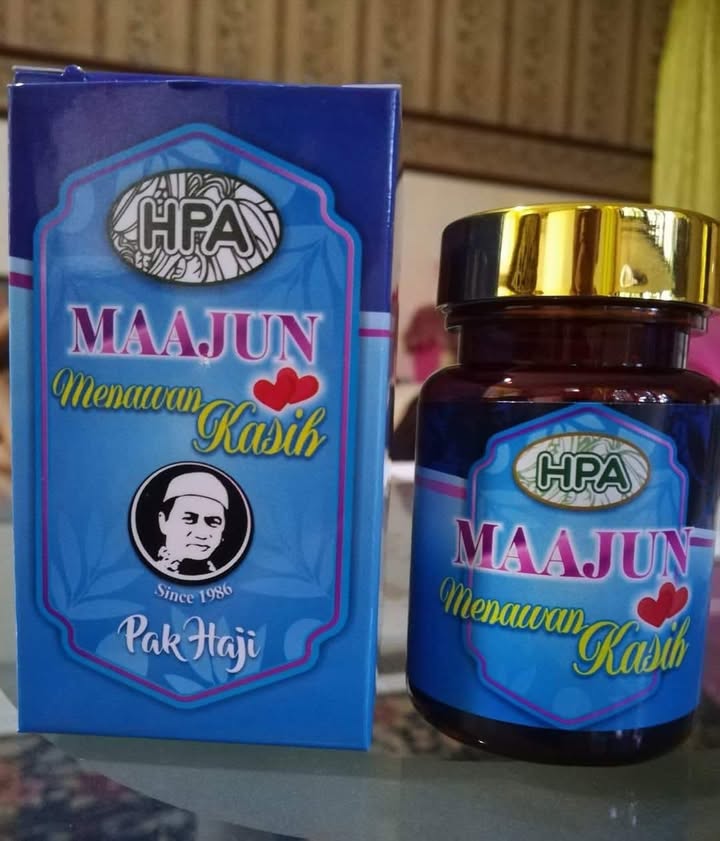 HPA
MAAJUN
Menawan
Kasih
Since 1986
Pak Haji
HPA
MAAJUN
Menawan
Kasih